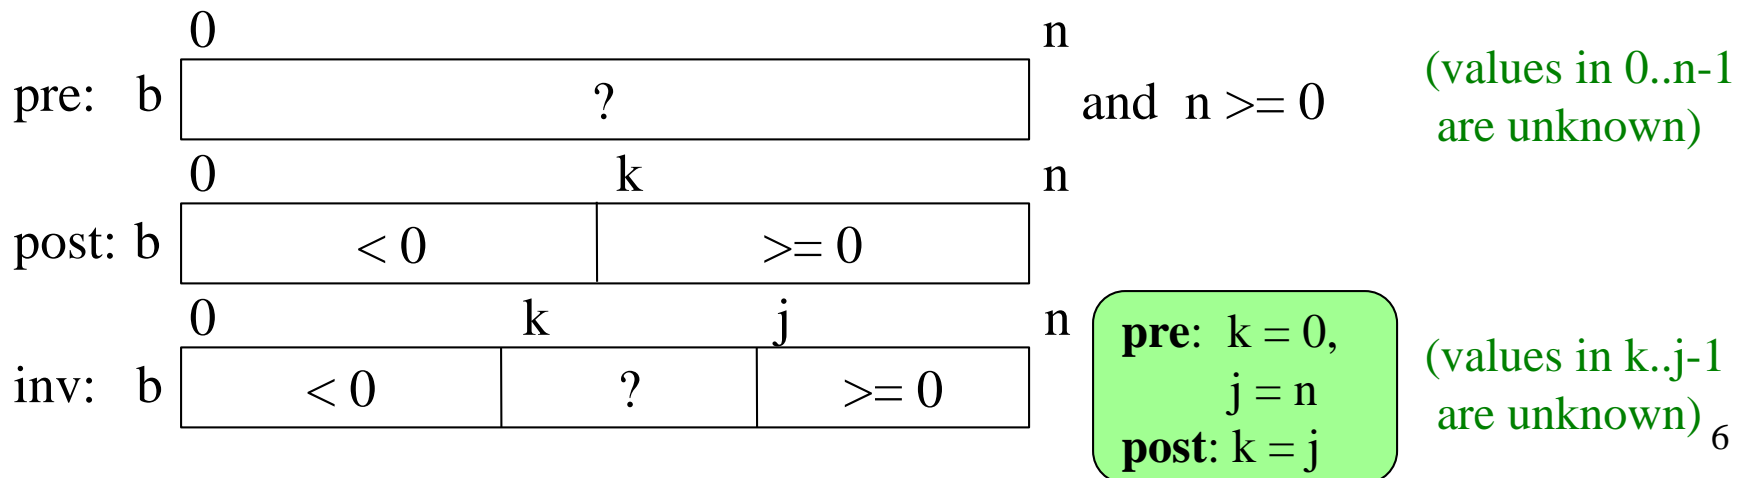 0 n
pre: b ? and n >= 0 (values in 0..n-1
are unknown)
0 k n
post: b < 0 >= 0
0 k j n
inv: b < 0 ? >= 0
pre: k = 0,
j = n
post: k = j
(values in k..j-1
are unknown)
6